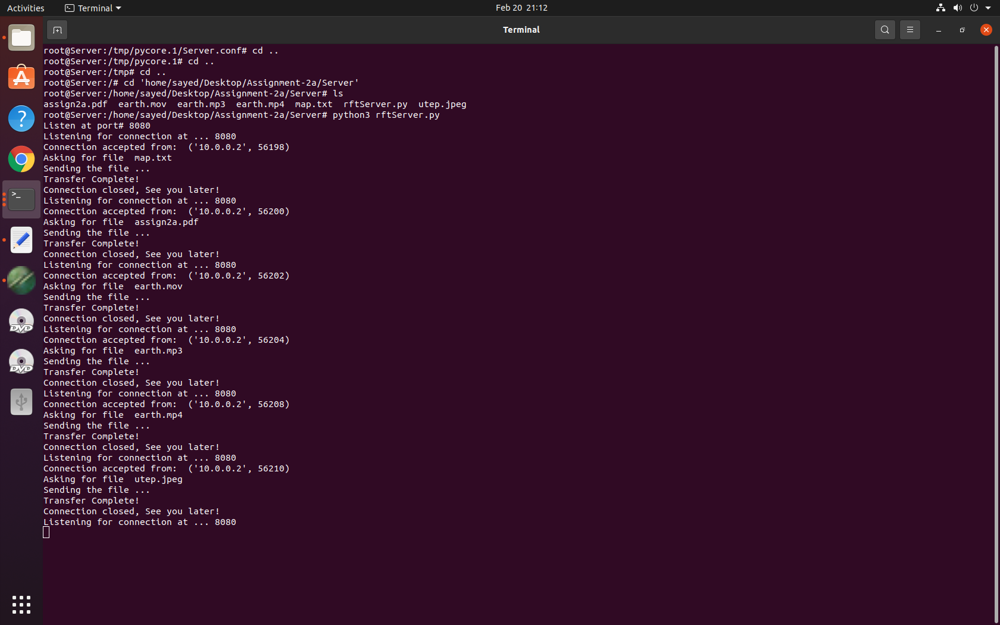 Activities
Terminal
Feb 20 21:12
Terminal
root@Server:/tmp/pycore.1/Server.conf# cd ..
root@Server:/tmp/pycore.1# cd ..
root@Server:/tmp# cd ..
root@Server:/# cd 'home/sayed/Desktop/Assignment-2a/Server'
root@Server:/home/sayed/Desktop/Assignment-2a/Server# ls
assign2a.pdf  earth.mov  earth.mp3  earth.mp4  map.txt  rftServer.py  utep.jpeg
root@Server:/home/sayed/Desktop/Assignment-2a/Server# python3 rftServer.py
Listen at port# 8080
Listening for connection at ... 8080
Connection accepted from:  ('10.0.0.2', 56198)
Asking for file  map.txt
Sending the file ...
Transfer Complete!
Connection closed, See you later!
Listening for connection at ... 8080
Connection accepted from:  ('10.0.0.2', 56200)
Asking for file  assign2a.pdf
Sending the file ...
Transfer Complete!
Connection closed, See you later!
Listening for connection at ... 8080
Connection accepted from:  ('10.0.0.2', 56202)
Asking for file  earth.mov
Sending the file ...
Transfer Complete!
Connection closed, See you later!
Listening for connection at ... 8080
Connection accepted from:  ('10.0.0.2', 56204)
Asking for file  earth.mp3
Sending the file ...
Transfer Complete!
Connection closed, See you later!
Listening for connection at ... 8080
Connection accepted from:  ('10.0.0.2', 56208)
Asking for file  earth.mp4
Sending the file ...
Transfer Complete!
Connection closed, See you later!
Listening for connection at ... 8080
Connection accepted from:  ('10.0.0.2', 56210)
Asking for file  utep.jpeg
Sending the file ...
Transfer Complete!
Connection closed, See you later!
Listening for connection at ... 8080
DVD
DVD